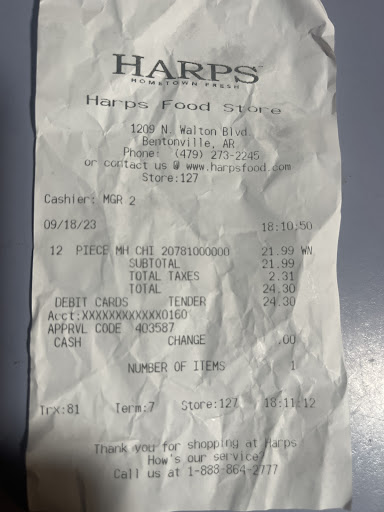 HARPS
HOMETOWN FRESH
Harps Food Store
1209 N. Walton Blvd.
Bentonville, AR
Phone: (479) 273-2245
or contact us @ www.harpsfood.com
Store:127
Cashier: MGR 2
09/18/23 18:10:50
12 PIECE MH CHI 20781000000 21.99 WN
SUBTOTAL 21.99
TOTAL TAXES 2.31
TOTAL 24.30
DEBIT CARDS TENDER 24.30
Acct:XXXXXXXXXXXX0160
APPRVL CODE 403587
CASH CHANGE .00
NUMBER OF ITEMS 1
Trx:81 Term:7 Store:127 18:11:12
Thank you for shopping at Harps
How's our service?
Call us at 1-888-864-2777